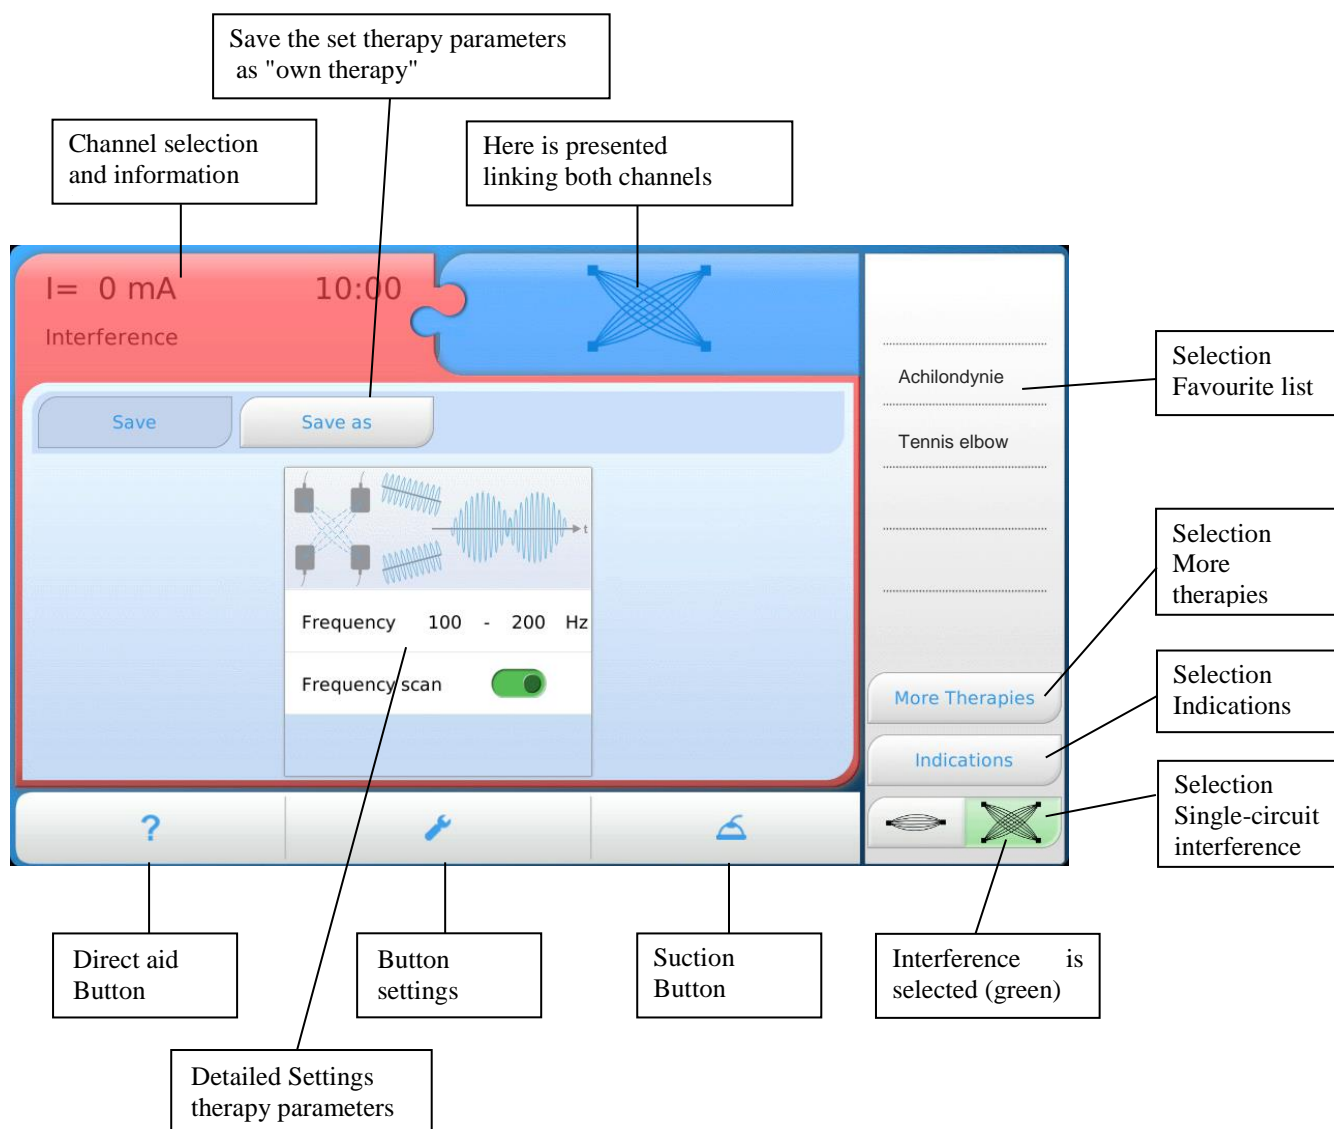 Save the set therapy parameters
as "own therapy"
Channel selection
and information
Here is presented
linking both channels
I= 0 mA 10:00
Interference
Achilondynie
Tennis elbow
Selection
Favourite list
Save
Save as
t
Frequency 100 - 200 Hz
Frequency scan
Selection
More
therapies
More Therapies
Selection
Indications
Indications
Selection
Single-circuit
interference
?
Direct aid
Button
Button
settings
Suction
Button
Interference is
selected (green)
Detailed Settings
therapy parameters